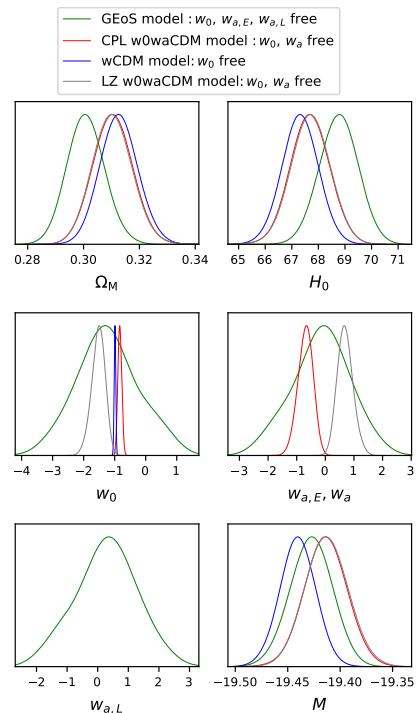 GEoS model : w₀, wₐ,E, wₐ,L free
CPL w0waCDM model : w₀, wₐ free
wCDM model: w₀ free
LZ w0waCDM model: w₀, wₐ free
0.28 0.30 0.32 0.34
Ω_M
65 66 67 68 69 70 71
H₀
−4 −3 −2 −1 0 1
w₀
−3 −2 −1 0 1 2 3
wₐ,E, wₐ
−2 −1 0 1 2 3
wₐ,L
−19.50 −19.45 −19.40 −19.35
M